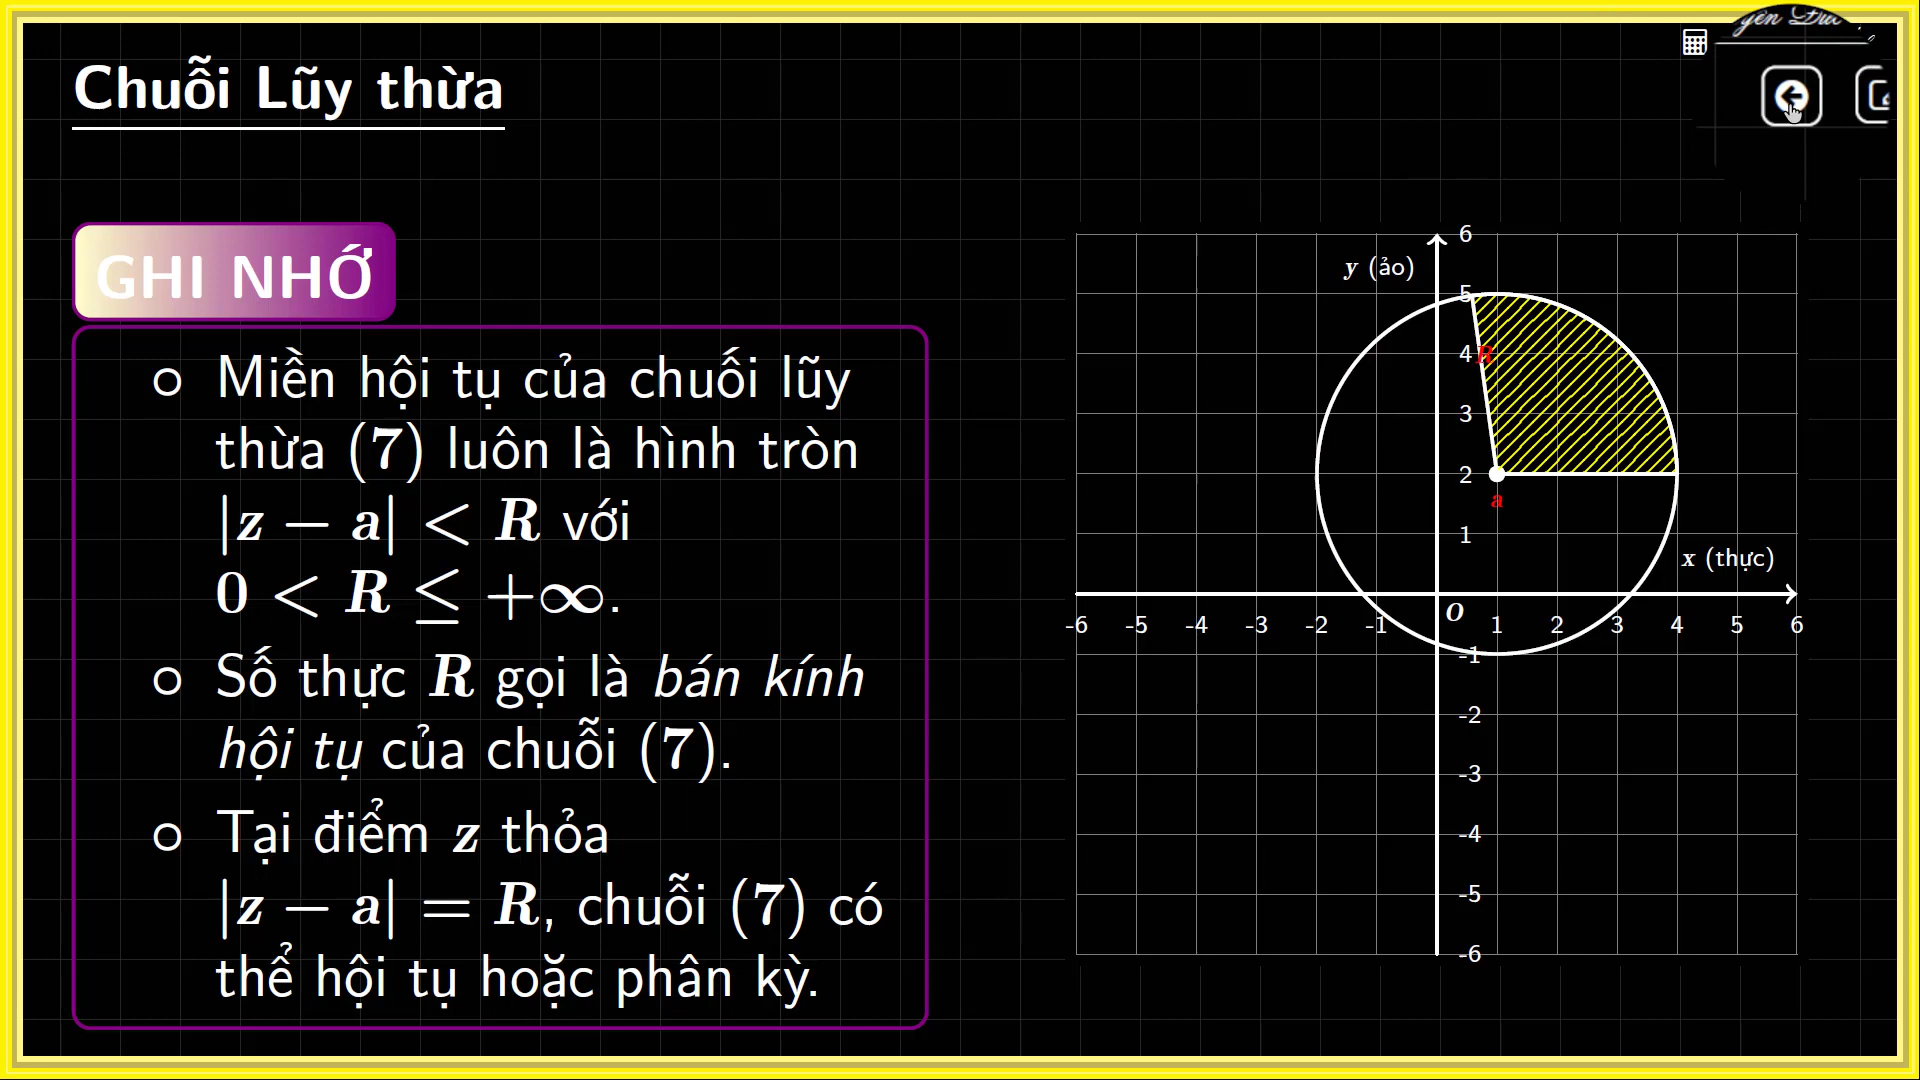 Chuỗi Lũy thừa
GHI NHỚ
○ Miền hội tụ của chuỗi lũy
thừa (7) luôn là hình tròn
|z − a| < R với
0 < R ≤ +∞.
○ Số thực R gọi là bán kính
hội tụ của chuỗi (7).
○ Tại điểm z thỏa
|z − a| = R, chuỗi (7) có
thể hội tụ hoặc phân kỳ.
6
y (ảo)
5
4 R
3
2
a
1
x (thực)
O
-6 -5 -4 -3 -2 -1 1 2 3 4 5 6
-1
-2
-3
-4
-5
-6